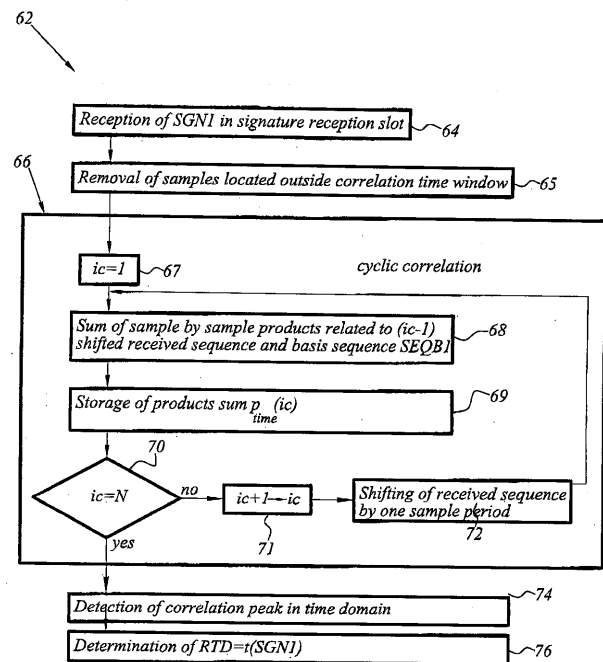 62
Reception of SGN1 in signature reception slot
64
66
Removal of samples located outside correlation time window
65
ic=1
67
cyclic correlation
Sum of sample by sample products related to (ic-1)
shifted received sequence and basis sequence SEQB1
68
Storage of products sum p time (ic)
69
70
ic=N
no
ic+1→ic
71
Shifting of received sequence
by one sample period
72
yes
74
Detection of correlation peak in time domain
Determination of RTD=t(SGN1)
76